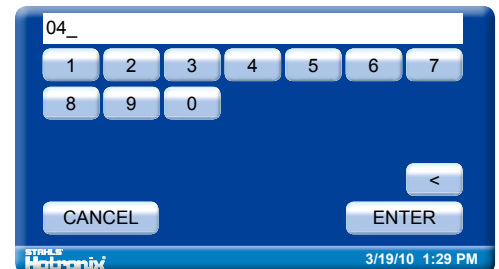 04_
1 2 3 4 5 6 7
8 9 0
<
CANCEL ENTER
STAHLS'
Hotronix 3/19/10 1:29 PM